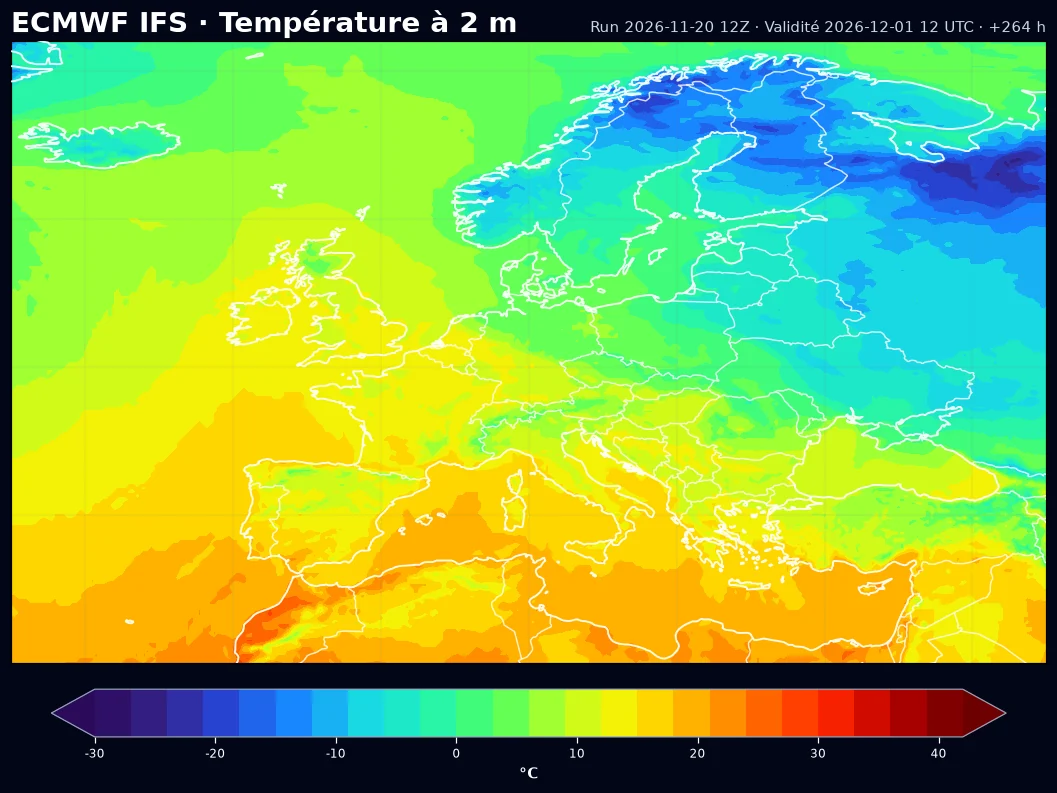 ECMWF IFS · Température à 2 m
Run 2026-11-20 12Z · Validité 2026-12-01 12 UTC · +264 h
-30 -20 -10 0 10 20 30 40
°C